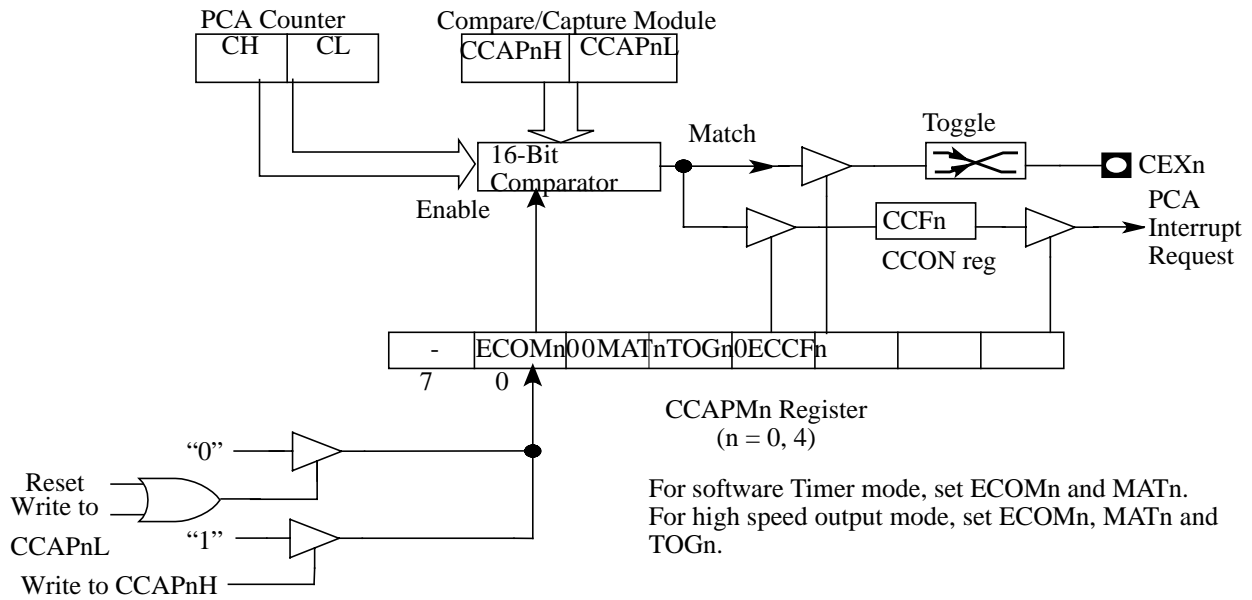 PCA Counter
CH CL
Compare/Capture Module
CCAPnH CCAPnL
16-Bit
Comparator
Match
Toggle
CEXn
Enable
CCFn
CCON reg
PCA
Interrupt
Request
- ECOMn 0 0 MATn TOGn 0 ECCFn
7 0
CCAPMn Register
(n = 0, 4)
“0”
Reset
Write to
CCAPnL
“1”
Write to CCAPnH
For software Timer mode, set ECOMn and MATn.
For high speed output mode, set ECOMn, MATn and
TOGn.